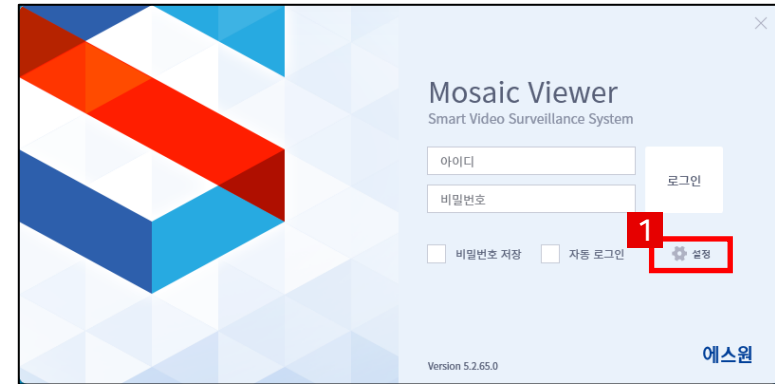 Mosaic Viewer
Smart Video Surveillance System
아이디
비밀번호
로그인
1
비밀번호 저장
자동 로그인
설정
Version 5.2.65.0
에스원